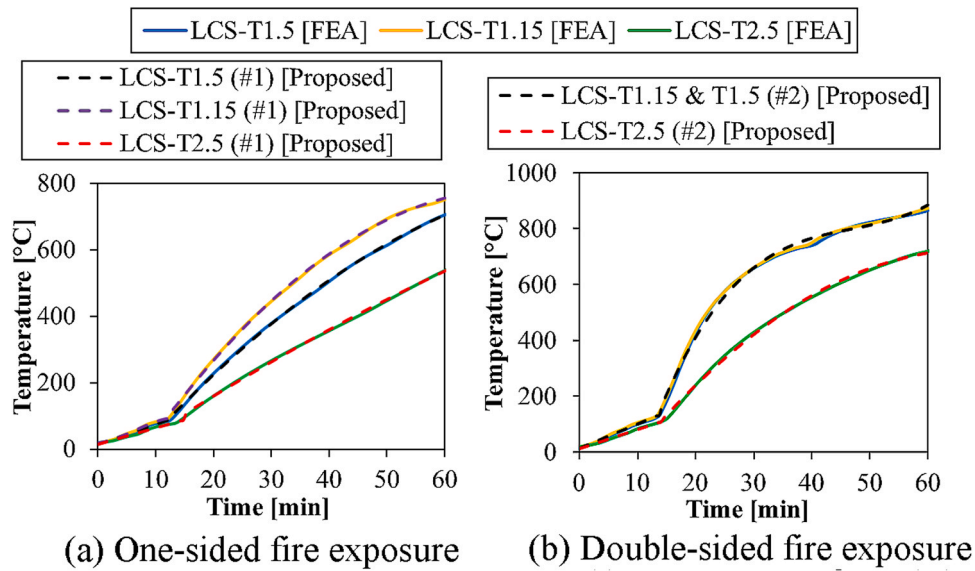 LCS-T1.5 [FEA] LCS-T1.15 [FEA] LCS-T2.5 [FEA]
LCS-T1.5 (#1) [Proposed]
LCS-T1.15 (#1) [Proposed]
LCS-T2.5 (#1) [Proposed]
LCS-T1.15 & T1.5 (#2) [Proposed]
LCS-T2.5 (#2) [Proposed]
Temperature [°C]
800
600
400
200
0
0 10 20 30 40 50 60
Time [min]
(a) One-sided fire exposure
Temperature [°C]
1000
800
600
400
200
0
0 10 20 30 40 50 60
Time [min]
(b) Double-sided fire exposure